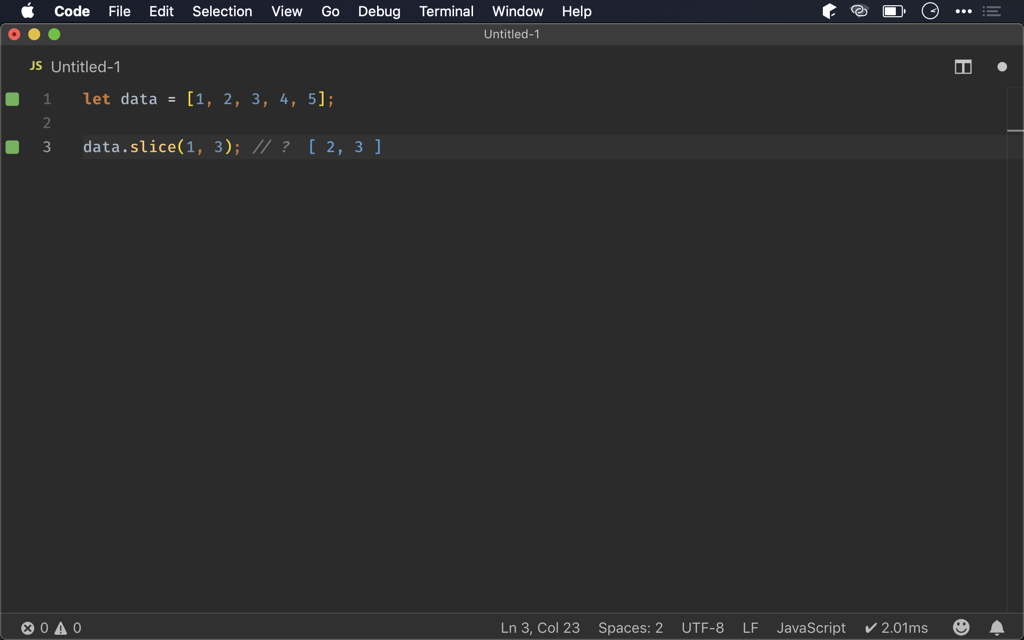 Code File Edit Selection View Go Debug Terminal Window Help
Untitled-1
JS Untitled-1
1 let data = [1, 2, 3, 4, 5];
2
3 data.slice(1, 3); // ? [ 2, 3 ]
0 0 Ln 3, Col 23 Spaces: 2 UTF-8 LF JavaScript ✔ 2.01ms